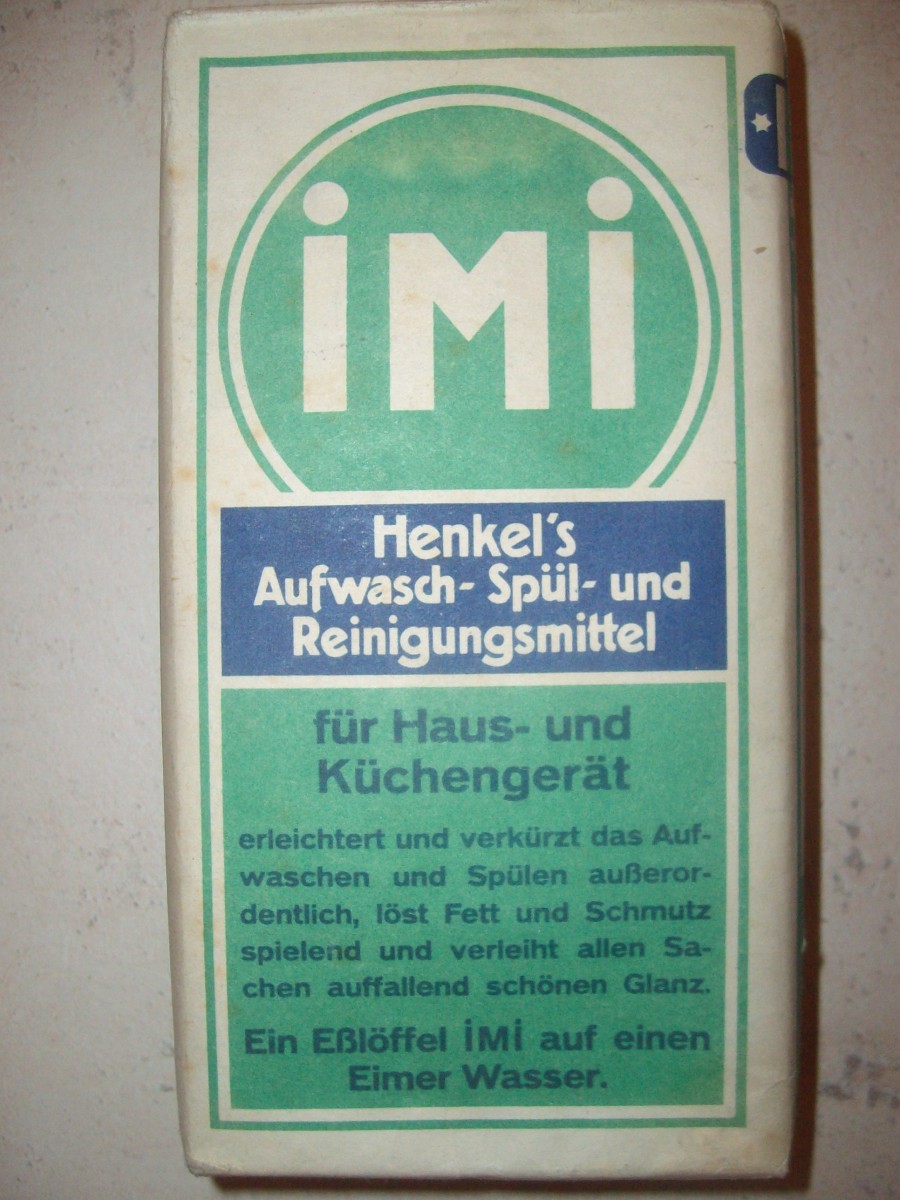 iMi
Henkel's
Aufwasch- Spül- und
Reinigungsmittel
für Haus- und
Küchengerät
erleichtert und verkürzt das Auf-
waschen und Spülen außeror-
dentlich, löst Fett und Schmutz
spielend und verleiht allen Sa-
chen auffallend schönen Glanz.
Ein Eßlöffel iMi auf einen
Eimer Wasser.